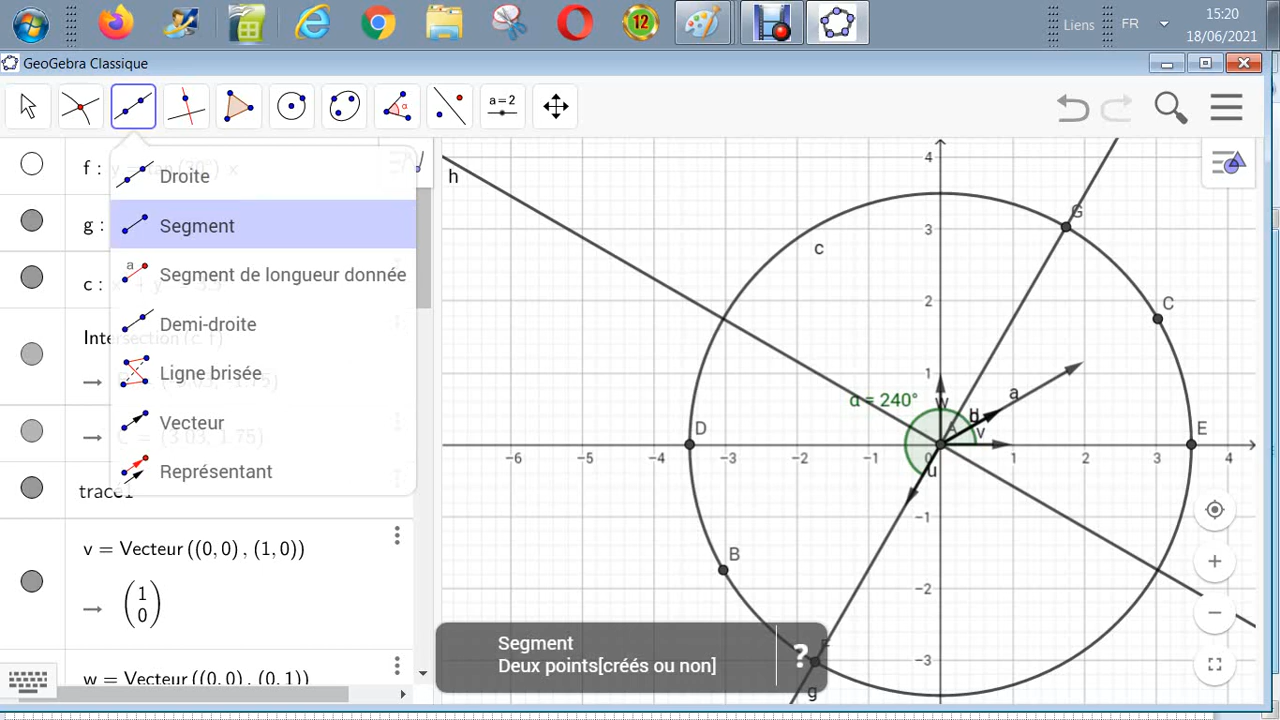 15:20
12
Liens
FR
18/06/2021
GeoGebra Classique
a=2
f :
Droite
g :
Segment
a
Segment de longueur donnée
c :
Demi-droite
Ligne brisée
Vecteur
Représentant
v = Vecteur ((0, 0) , (1, 0))
→ (1 0)
w = Vecteur ((0, 0) , (0, 1))
h
4
c
G
3
2
C
1
a
α = 240°
w
v
A
D
E
-6 -5 -4 -3 -2 -1 0 1 2 3 4
u
-1
B
-2
-3
F
g
Segment
Deux points[créés ou non]
?